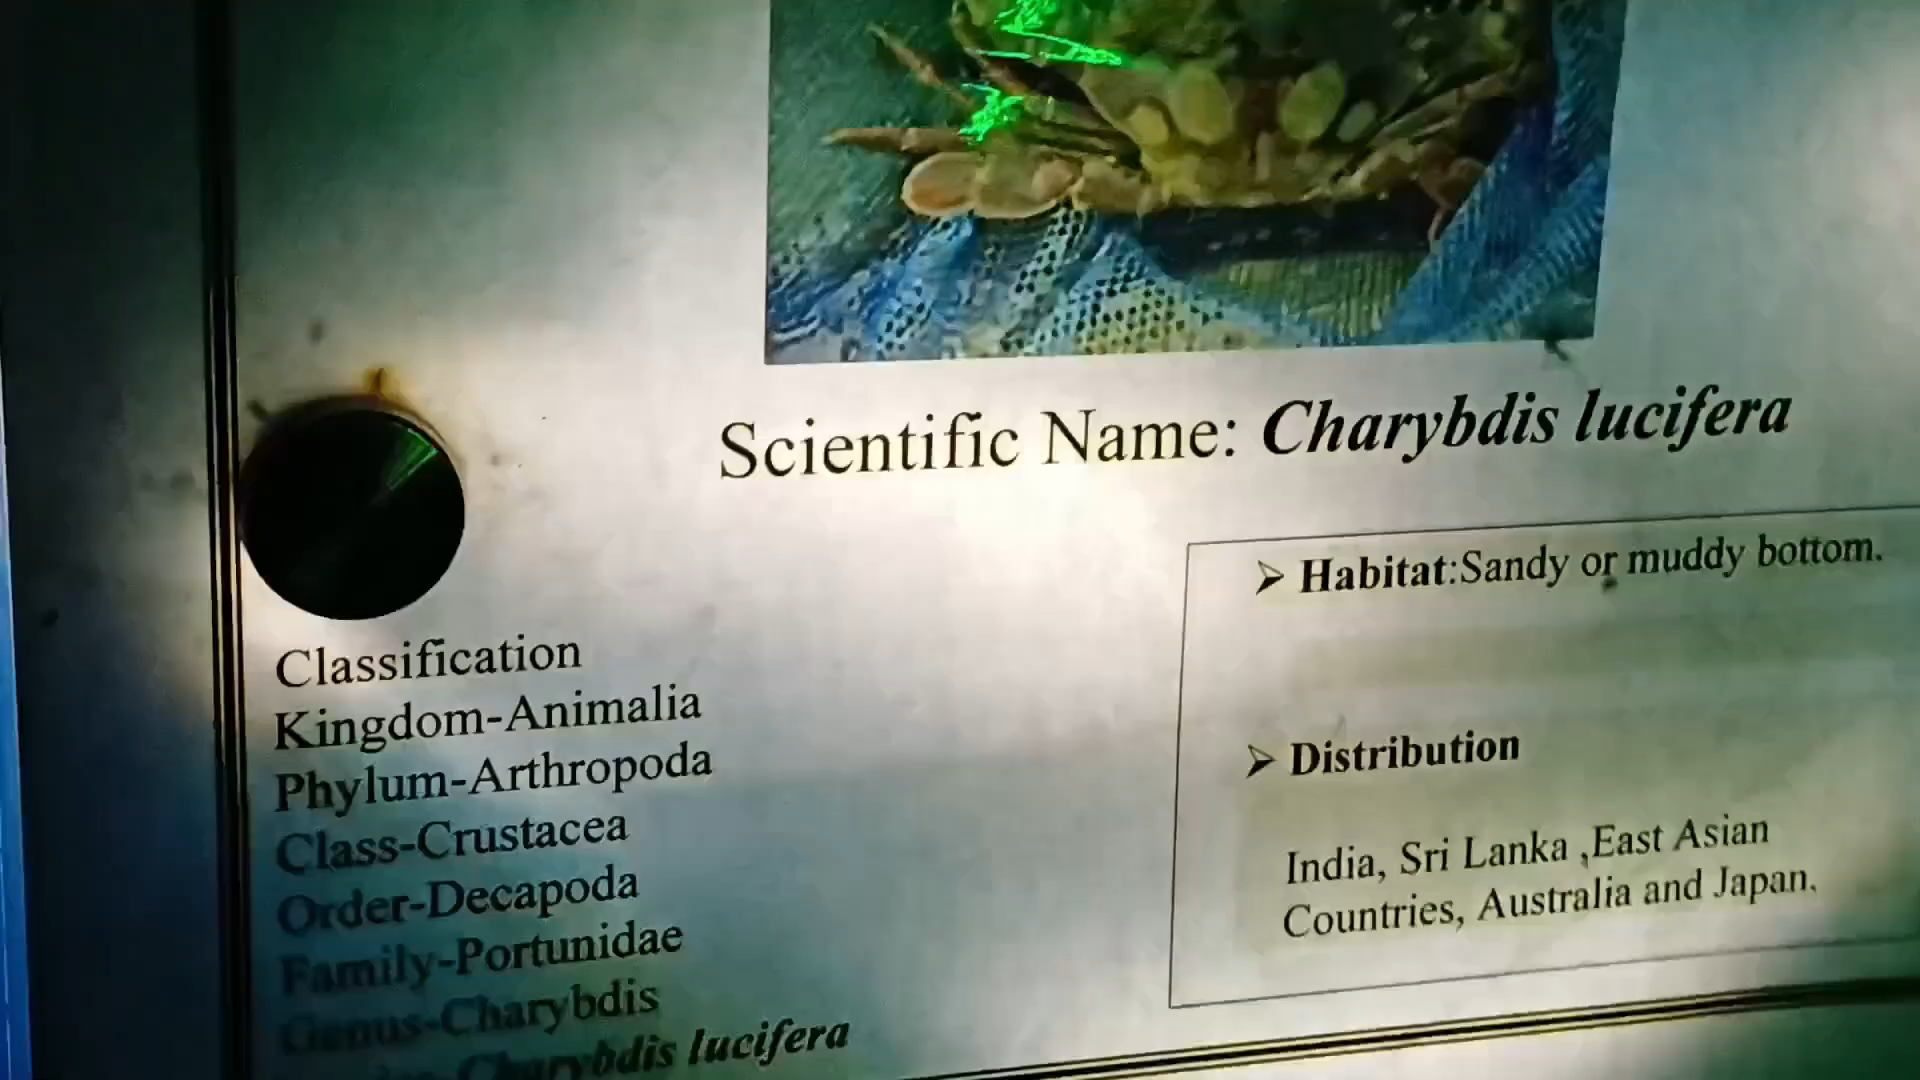 Scientific Name: Charybdis lucifera
Classification
Kingdom-Animalia
Phylum-Arthropoda
Class-Crustacea
Order-Decapoda
Family-Portunidae
Genus-Charybdis
Charybdis lucifera
➢ Habitat:Sandy or muddy bottom.
➢ Distribution
India, Sri Lanka ,East Asian
Countries, Australia and Japan.